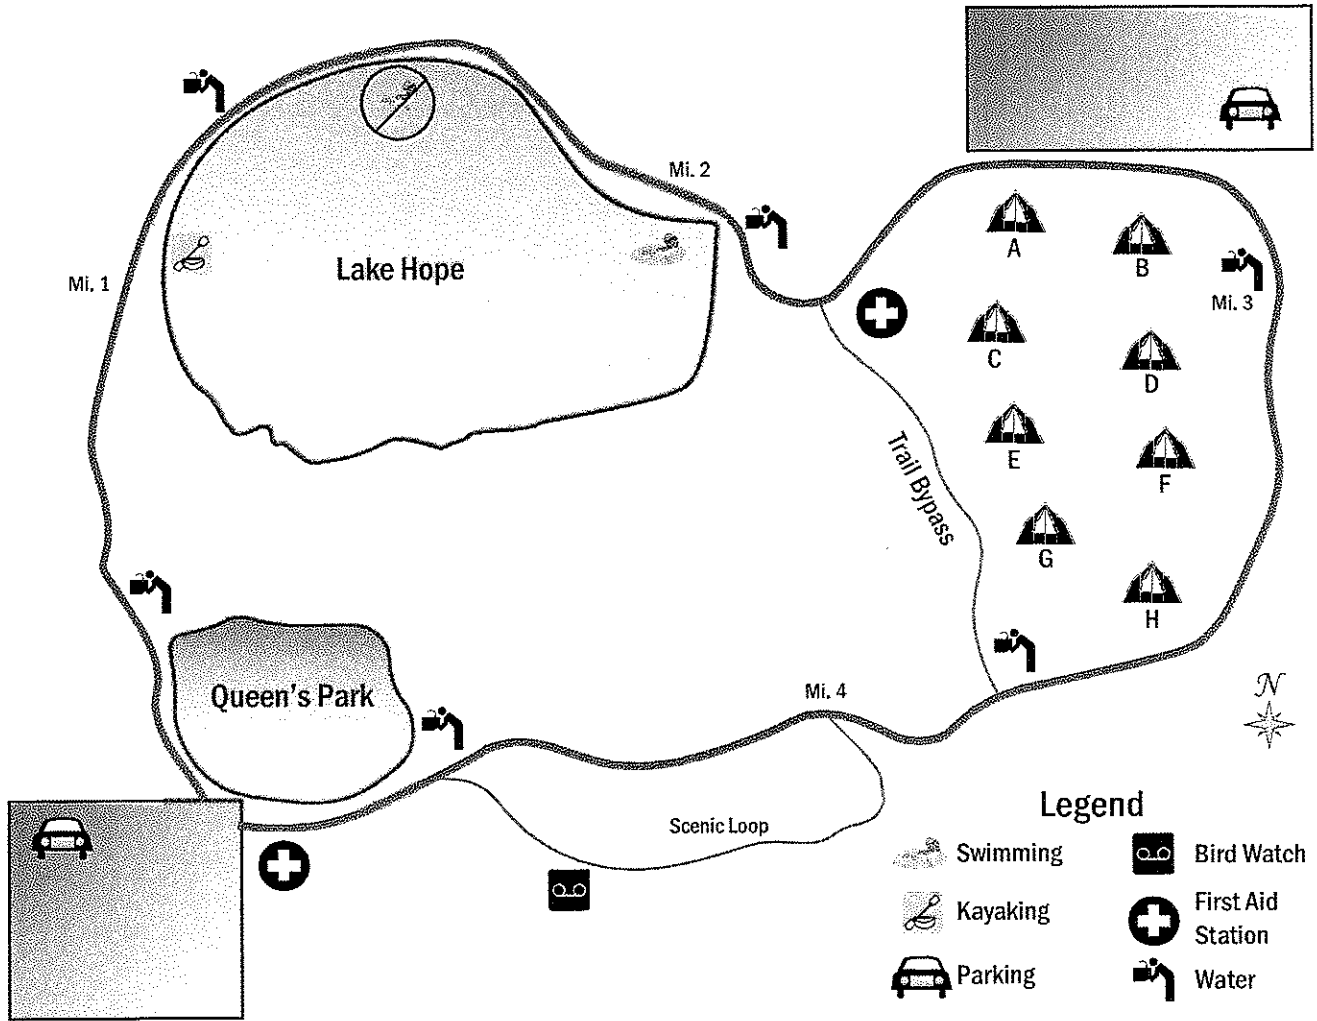 Mi. 2
Lake Hope
Mi. 1
A
B
Mi. 3
C
D
E
F
Trail Bypass
G
H
Queen's Park
Mi. 4
N
Scenic Loop
Legend
Swimming
Bird Watch
Kayaking
First Aid
Station
Parking
Water